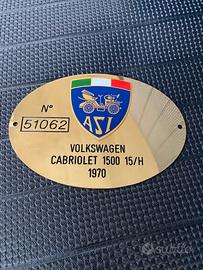 N°
51062
ASI
VOLKSWAGEN
CABRIOLET 1500 15/H
1970
subito